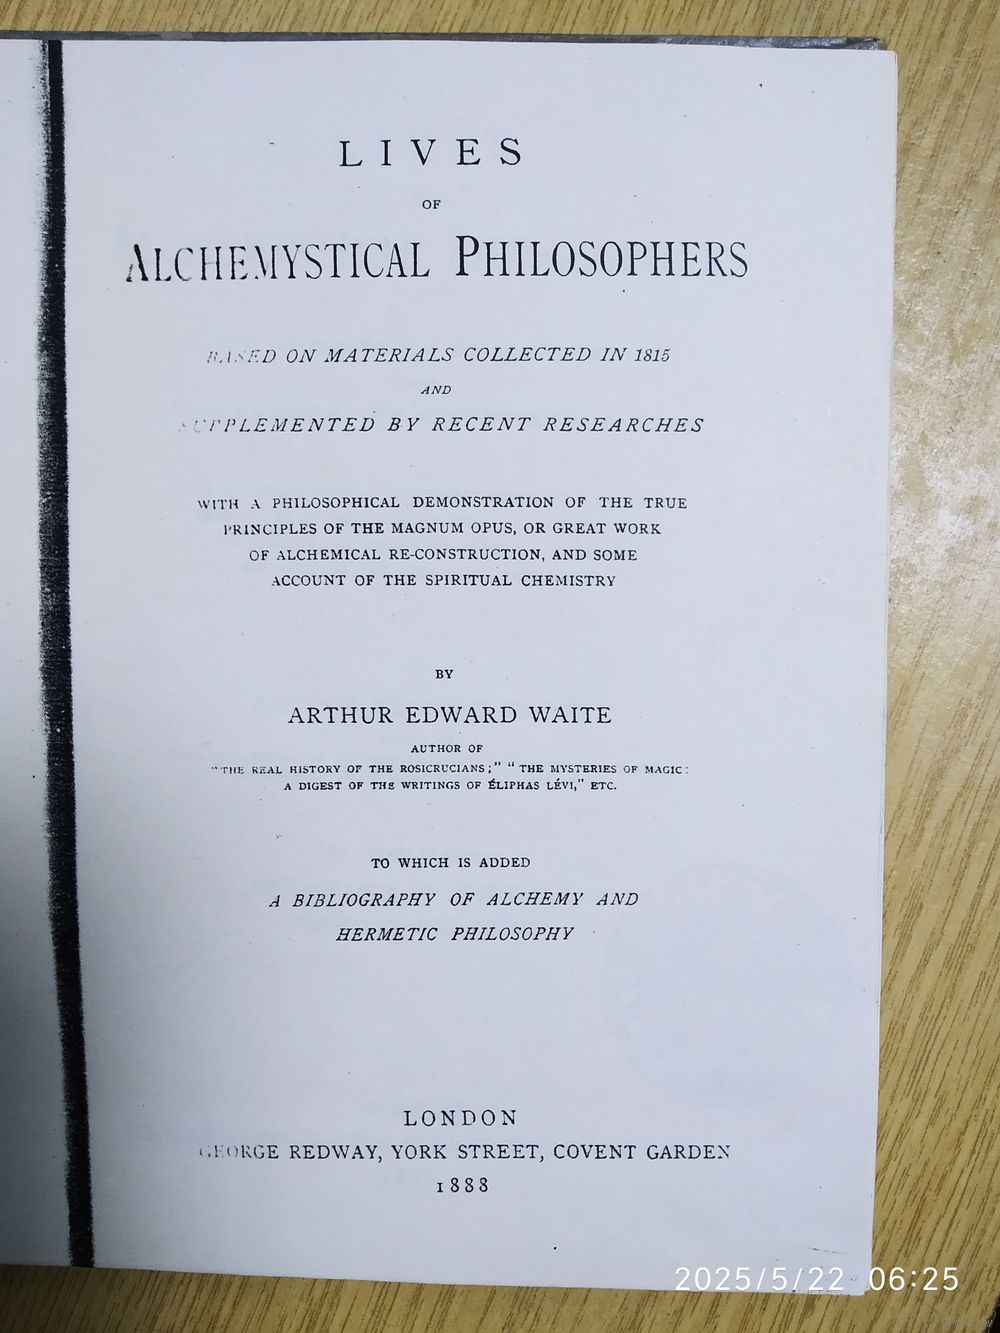 LIVES
OF
ALCHEMYSTICAL PHILOSOPHERS
BASED ON MATERIALS COLLECTED IN 1815
AND
SUPPLEMENTED BY RECENT RESEARCHES
WITH A PHILOSOPHICAL DEMONSTRATION OF THE TRUE
PRINCIPLES OF THE MAGNUM OPUS, OR GREAT WORK
OF ALCHEMICAL RE-CONSTRUCTION, AND SOME
ACCOUNT OF THE SPIRITUAL CHEMISTRY
BY
ARTHUR EDWARD WAITE
AUTHOR OF
"THE REAL HISTORY OF THE ROSICRUCIANS;" "THE MYSTERIES OF MAGIC:
A DIGEST OF THE WRITINGS OF ÉLIPHAS LÉVI," ETC.
TO WHICH IS ADDED
A BIBLIOGRAPHY OF ALCHEMY AND
HERMETIC PHILOSOPHY
LONDON
GEORGE REDWAY, YORK STREET, COVENT GARDEN
1888
2025/5/22 06:25